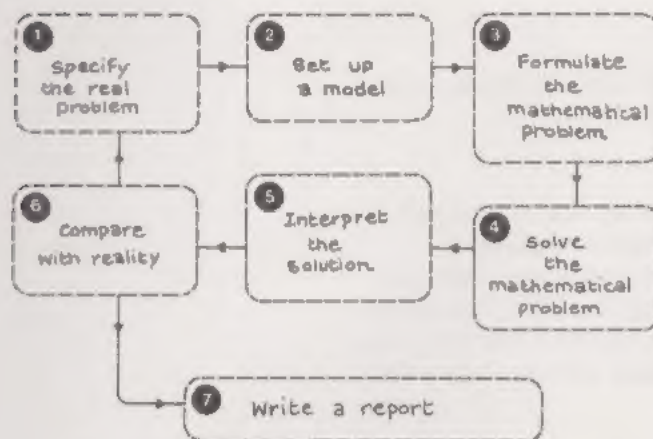 1
Specify
the real
problem
2
Set up
a model
3
Formulate
the
mathematical
problem
4
Solve
the
mathematical
problem
5
Interpret
the
solution.
6
Compare
with reality
7
Write a report